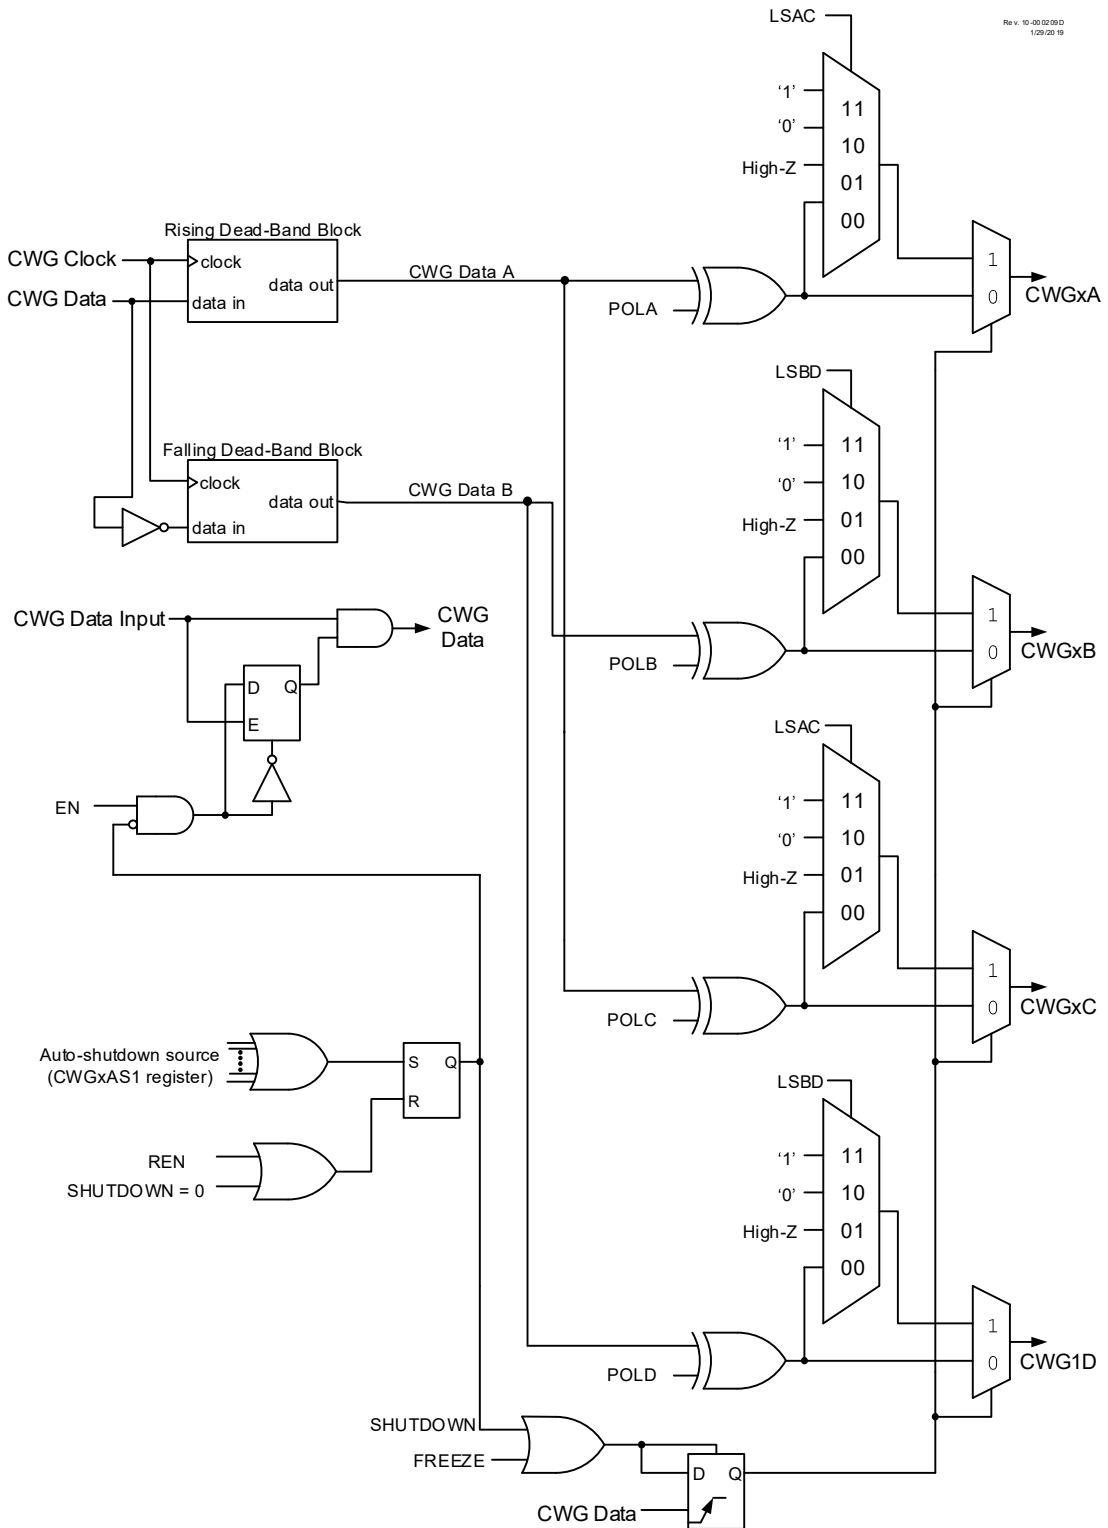 LSAC
Rev. 10-000209D
1/29/2019
‘1’
11
‘0’
10
High-Z
01
00
Rising Dead-Band Block
CWG Clock
clock
CWG Data A
data out
1
CWG Data
data in
0
CWGxA
POLA
LSBD
‘1’
11
Falling Dead-Band Block
clock
‘0’
10
CWG Data B
data out
High-Z
01
data in
00
CWG Data Input
CWG
Data
1
0
CWGxB
POLB
D
Q
E
LSAC
EN
‘1’
11
‘0’
10
High-Z
01
00
1
0
CWGxC
POLC
Auto-shutdown source
(CWGxAS1 register)
S
Q
R
LSBD
REN
SHUTDOWN = 0
‘1’
11
‘0’
10
High-Z
01
00
1
0
CWG1D
POLD
SHUTDOWN
FREEZE
D
Q
CWG Data